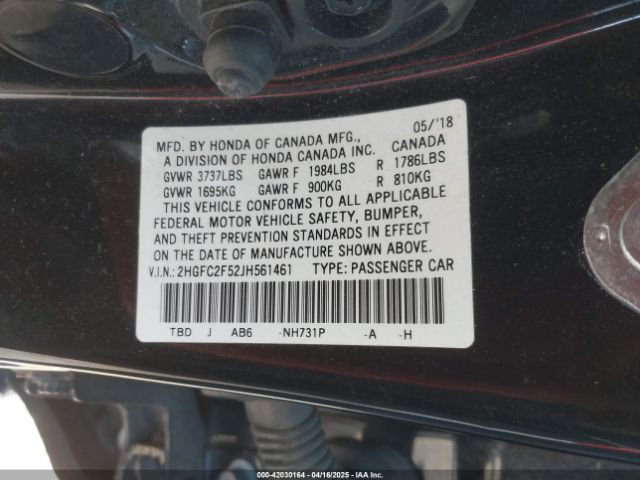 MFD. BY HONDA OF CANADA MFG., 05/'18
A DIVISION OF HONDA CANADA INC. CANADA
GVWR 3737LBS GAWR F 1984LBS R 1786LBS
GVWR 1695KG GAWR F 900KG R 810KG
THIS VEHICLE CONFORMS TO ALL APPLICABLE
FEDERAL MOTOR VEHICLE SAFETY, BUMPER,
AND THEFT PREVENTION STANDARDS IN EFFECT
ON THE DATE OF MANUFACTURE SHOWN ABOVE.
V.I.N.: 2HGFC2F52JH561461 TYPE: PASSENGER CAR
TBD J AB6 -NH731P -A -H
000-42030164 - 04/16/2025 - IAA Inc.